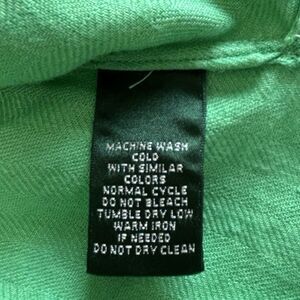 MACHINE WASH
COLD
WITH SIMILAR
COLORS
NORMAL CYCLE
DO NOT BLEACH
TUMBLE DRY LOW
WARM IRON
IF NEEDED
DO NOT DRY CLEAN